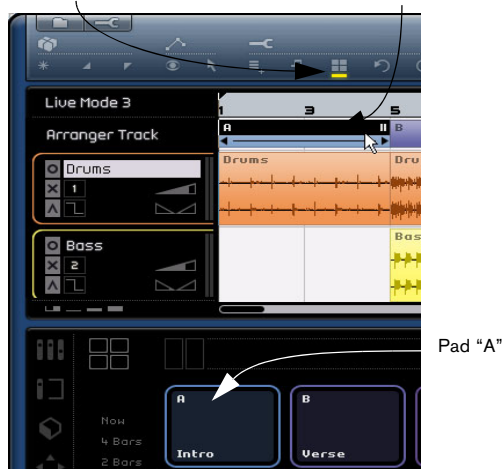 Live Mode 3
1 3 5
Arranger Track
A B
Drums
Drums Dru
1
Bass
Bas
2
Pad “A”
A B
Now
4 Bars
2 Bars
Intro Verse